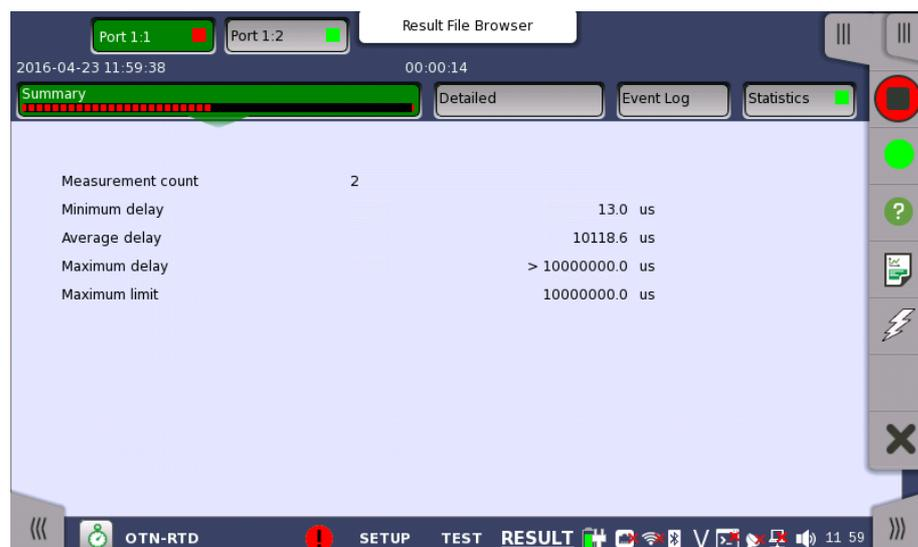 Port 1:1
Port 1:2
Result File Browser
2016-04-23 11:59:38
00:00:14
Summary
Detailed
Event Log
Statistics
Measurement count 2
Minimum delay 13.0 us
Average delay 10118.6 us
Maximum delay > 10000000.0 us
Maximum limit 10000000.0 us
OTN-RTD
SETUP TEST RESULT V 11 59